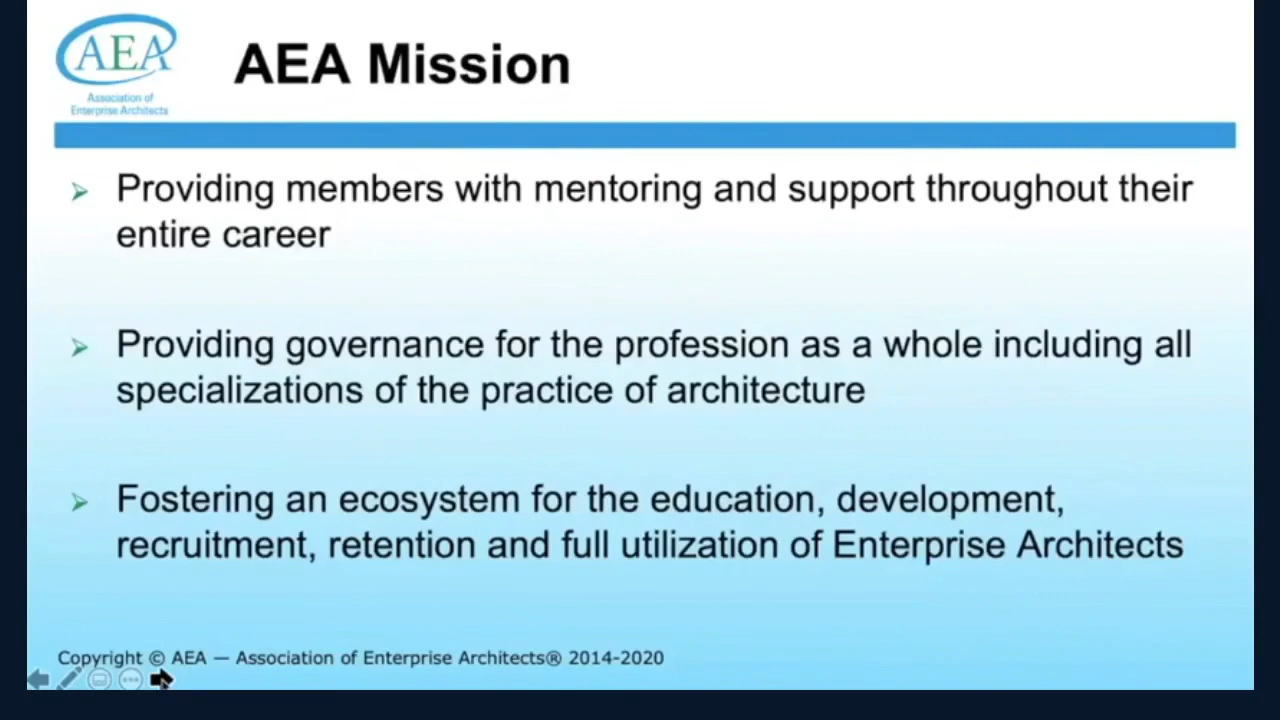 AEA
Association of
Enterprise Architects
AEA Mission
Providing members with mentoring and support throughout their
entire career
Providing governance for the profession as a whole including all
specializations of the practice of architecture
Fostering an ecosystem for the education, development,
recruitment, retention and full utilization of Enterprise Architects
Copyright © AEA — Association of Enterprise Architects® 2014-2020